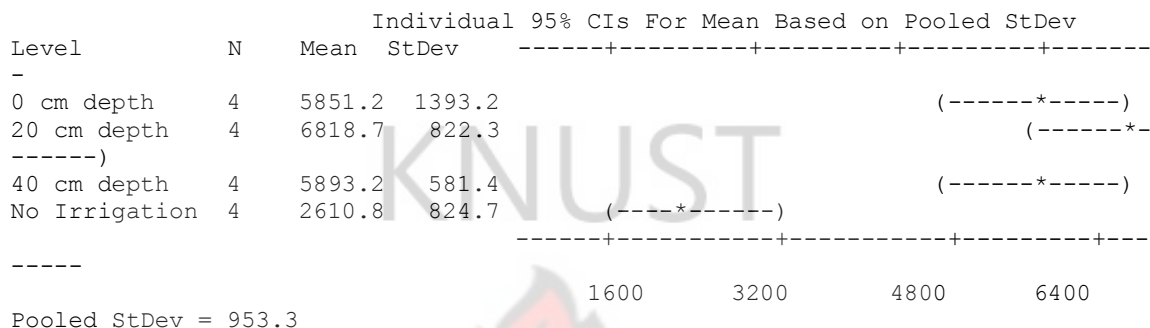 Individual 95% CIs For Mean Based on Pooled StDev
Level N Mean StDev ------+---------+---------+---------+-------
-
0 cm depth 4 5851.2 1393.2 (------*-----)
20 cm depth 4 6818.7 822.3 (------*-
------)
40 cm depth 4 5893.2 581.4 (------*-----)
No Irrigation 4 2610.8 824.7 (----*------)
------+-----------+-----------+---------+---
-----
1600 3200 4800 6400
Pooled StDev = 953.3
KNUST